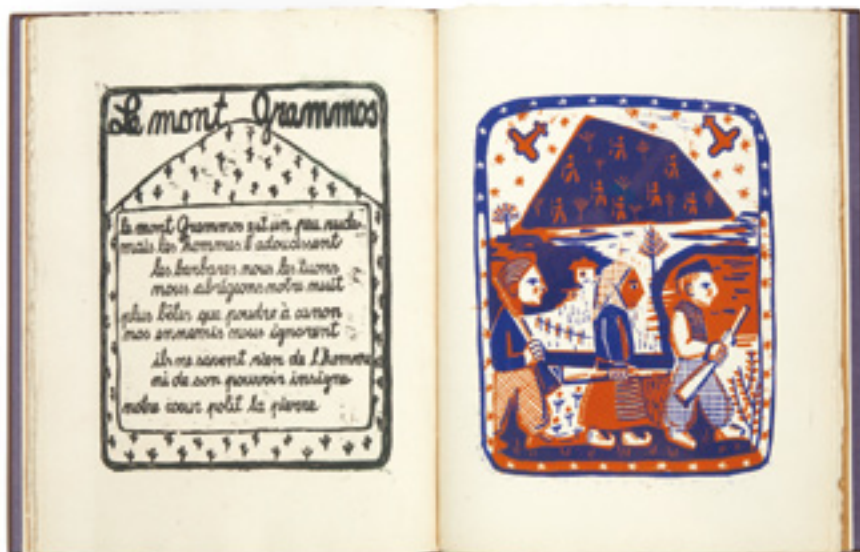 Le mont Grammos
le mont Grammos est un peu rude
mais les hommes l'adoucissent
les barbares nous les tuons
nous abrégeons notre nuit
plus bêtes que poudre à canon
nos ennemis nous ignorent
ils ne savent rien de l'homme
ni de son pouvoir insigne
notre cœur polit la pierre